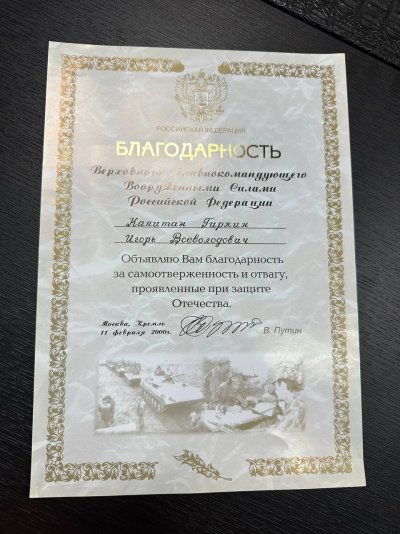 РОССИЙСКАЯ ФЕДЕРАЦИЯ
БЛАГОДАРНОСТЬ
Верховного Главнокомандующего
Вооруженными Силами
Российской Федерации
Капитан Гиркин
Игорь Всеволодович
Объявляю Вам благодарность
за самоотверженность и отвагу,
проявленные при защите
Отечества.
Москва, Кремль
11 февраля 2000г.
В. Путин